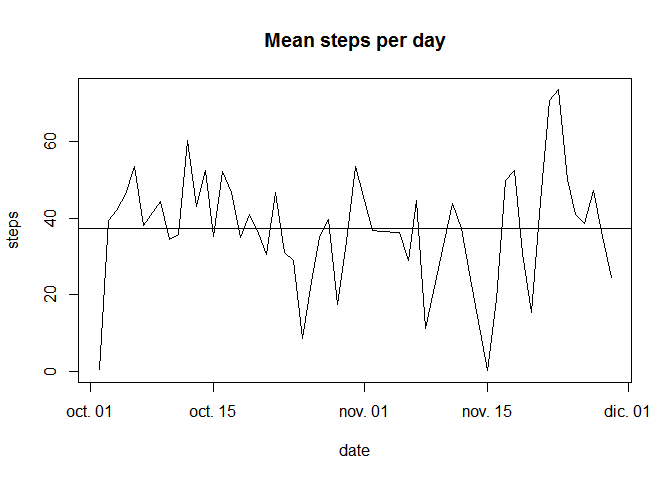 Mean steps per day
steps
60
40
20
0
oct. 01 oct. 15 nov. 01 nov. 15 dic. 01
date